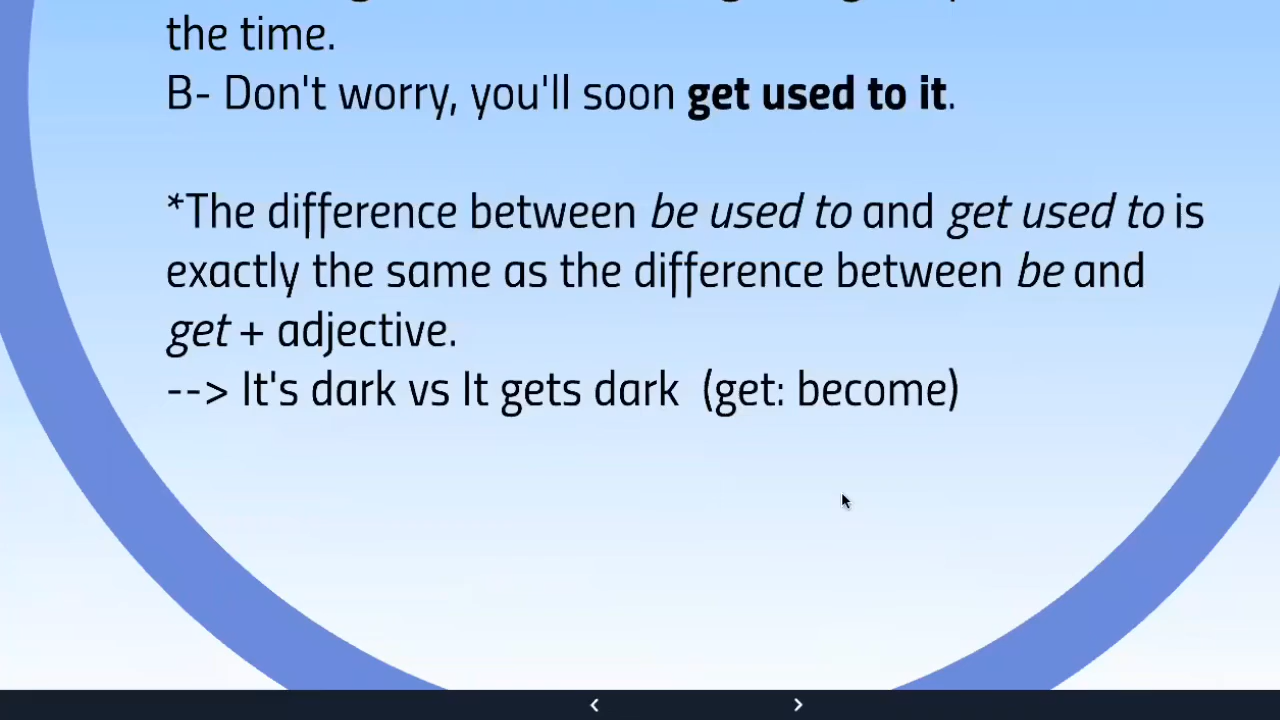 the time.
B- Don't worry, you'll soon get used to it.
*The difference between be used to and get used to is
exactly the same as the difference between be and
get + adjective.
--> It's dark vs It gets dark (get: become)